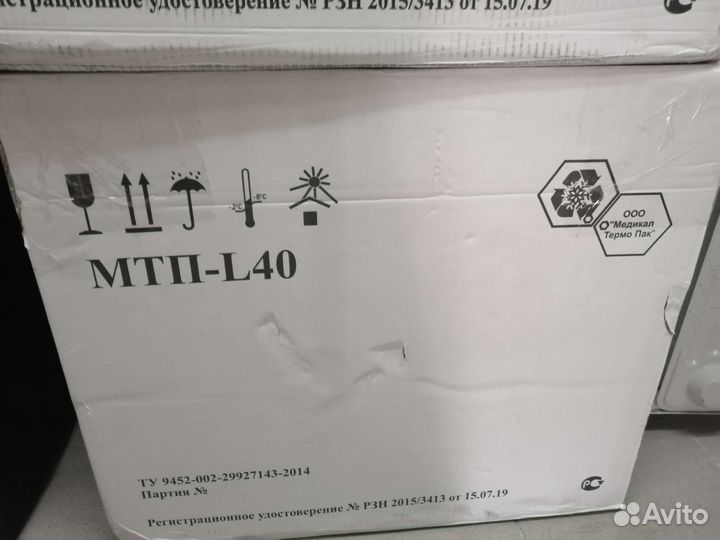 истрационное удостоверение № РЗН 2015/3413 от 15.07.19
-2°C
+8°C
ООО
"Медикал
Термо Пак"
МТП-L40
ТУ 9452-002-29927143-2014
Партия №
Регистрационное удостоверение № РЗН 2015/3413 от 15.07.19
Avito